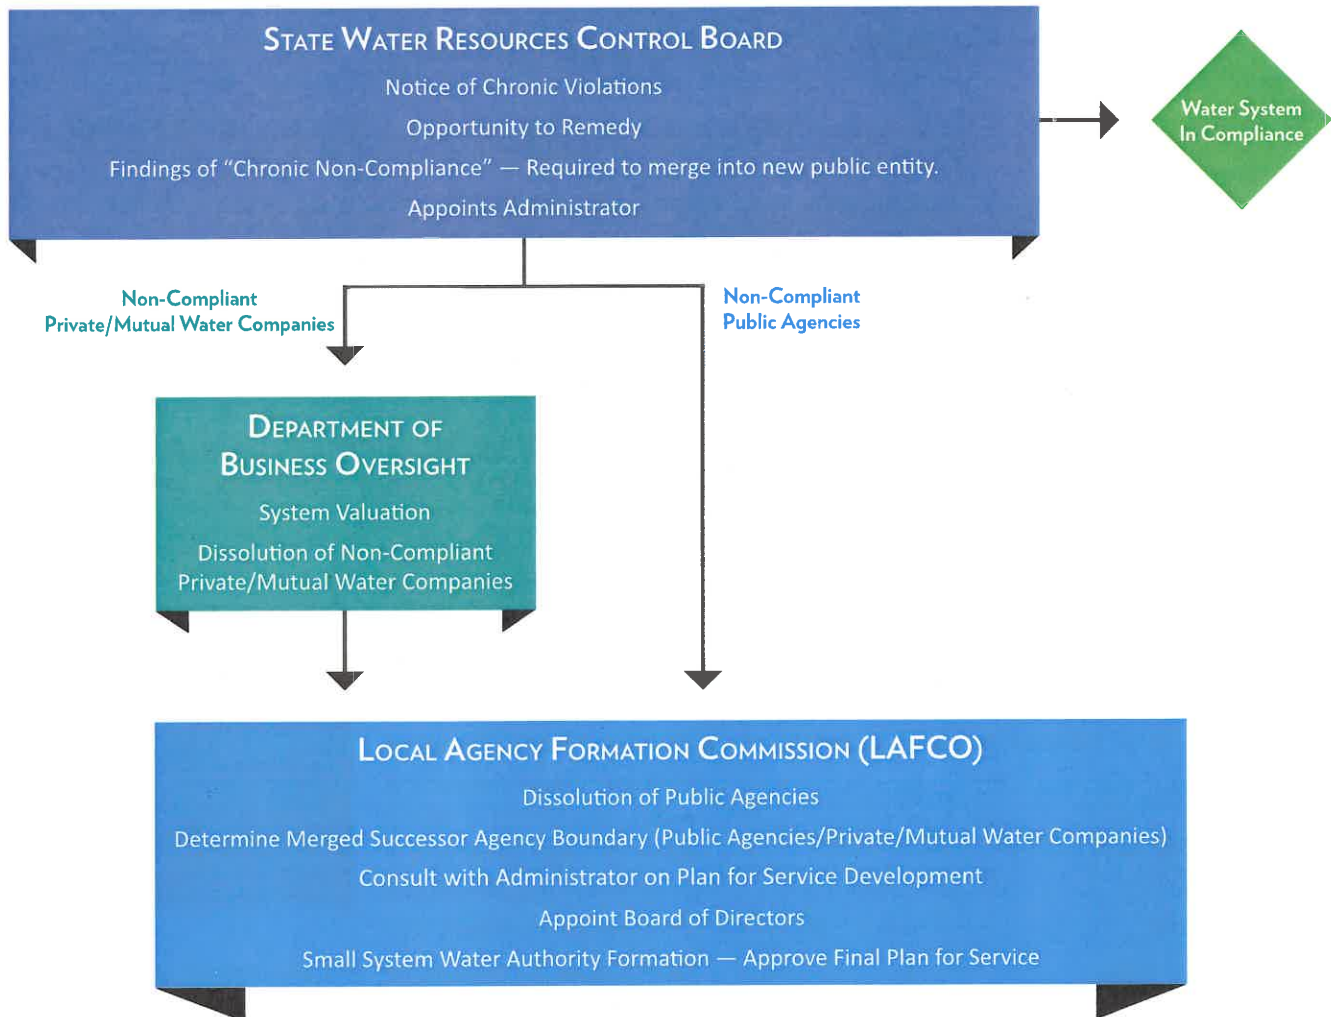 STATE WATER RESOURCES CONTROL BOARD
Notice of Chronic Violations
Opportunity to Remedy
Findings of “Chronic Non-Compliance” — Required to merge into new public entity.
Appoints Administrator
Water System
In Compliance
Non-Compliant
Private/Mutual Water Companies
Non-Compliant
Public Agencies
DEPARTMENT OF
BUSINESS OVERSIGHT
System Valuation
Dissolution of Non-Compliant
Private/Mutual Water Companies
LOCAL AGENCY FORMATION COMMISSION (LAFCO)
Dissolution of Public Agencies
Determine Merged Successor Agency Boundary (Public Agencies/Private/Mutual Water Companies)
Consult with Administrator on Plan for Service Development
Appoint Board of Directors
Small System Water Authority Formation — Approve Final Plan for Service